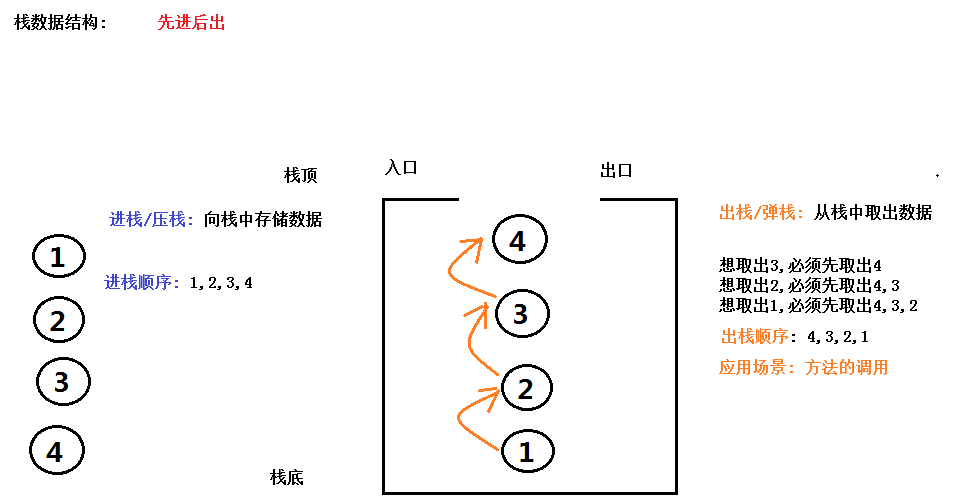 栈数据结构: 先进后出
栈顶
入口
出口
进栈/压栈: 向栈中存储数据
进栈顺序: 1,2,3,4
1
2
3
4
4
3
2
1
栈底
出栈/弹栈: 从栈中取出数据
想取出3,必须先取出4
想取出2,必须先取出4,3
想取出1,必须先取出4,3,2
出栈顺序: 4,3,2,1
应用场景: 方法的调用